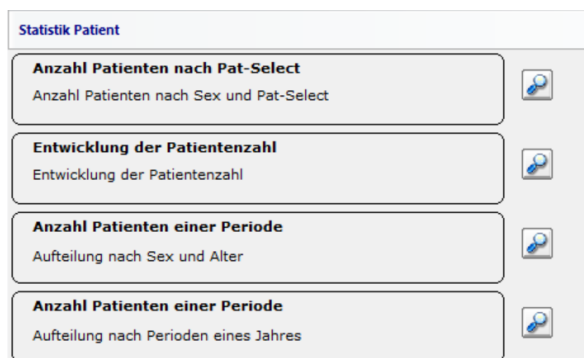 Statistik Patient
Anzahl Patienten nach Pat-Select
Anzahl Patienten nach Sex und Pat-Select
Entwicklung der Patientenzahl
Entwicklung der Patientenzahl
Anzahl Patienten einer Periode
Aufteilung nach Sex und Alter
Anzahl Patienten einer Periode
Aufteilung nach Perioden eines Jahres